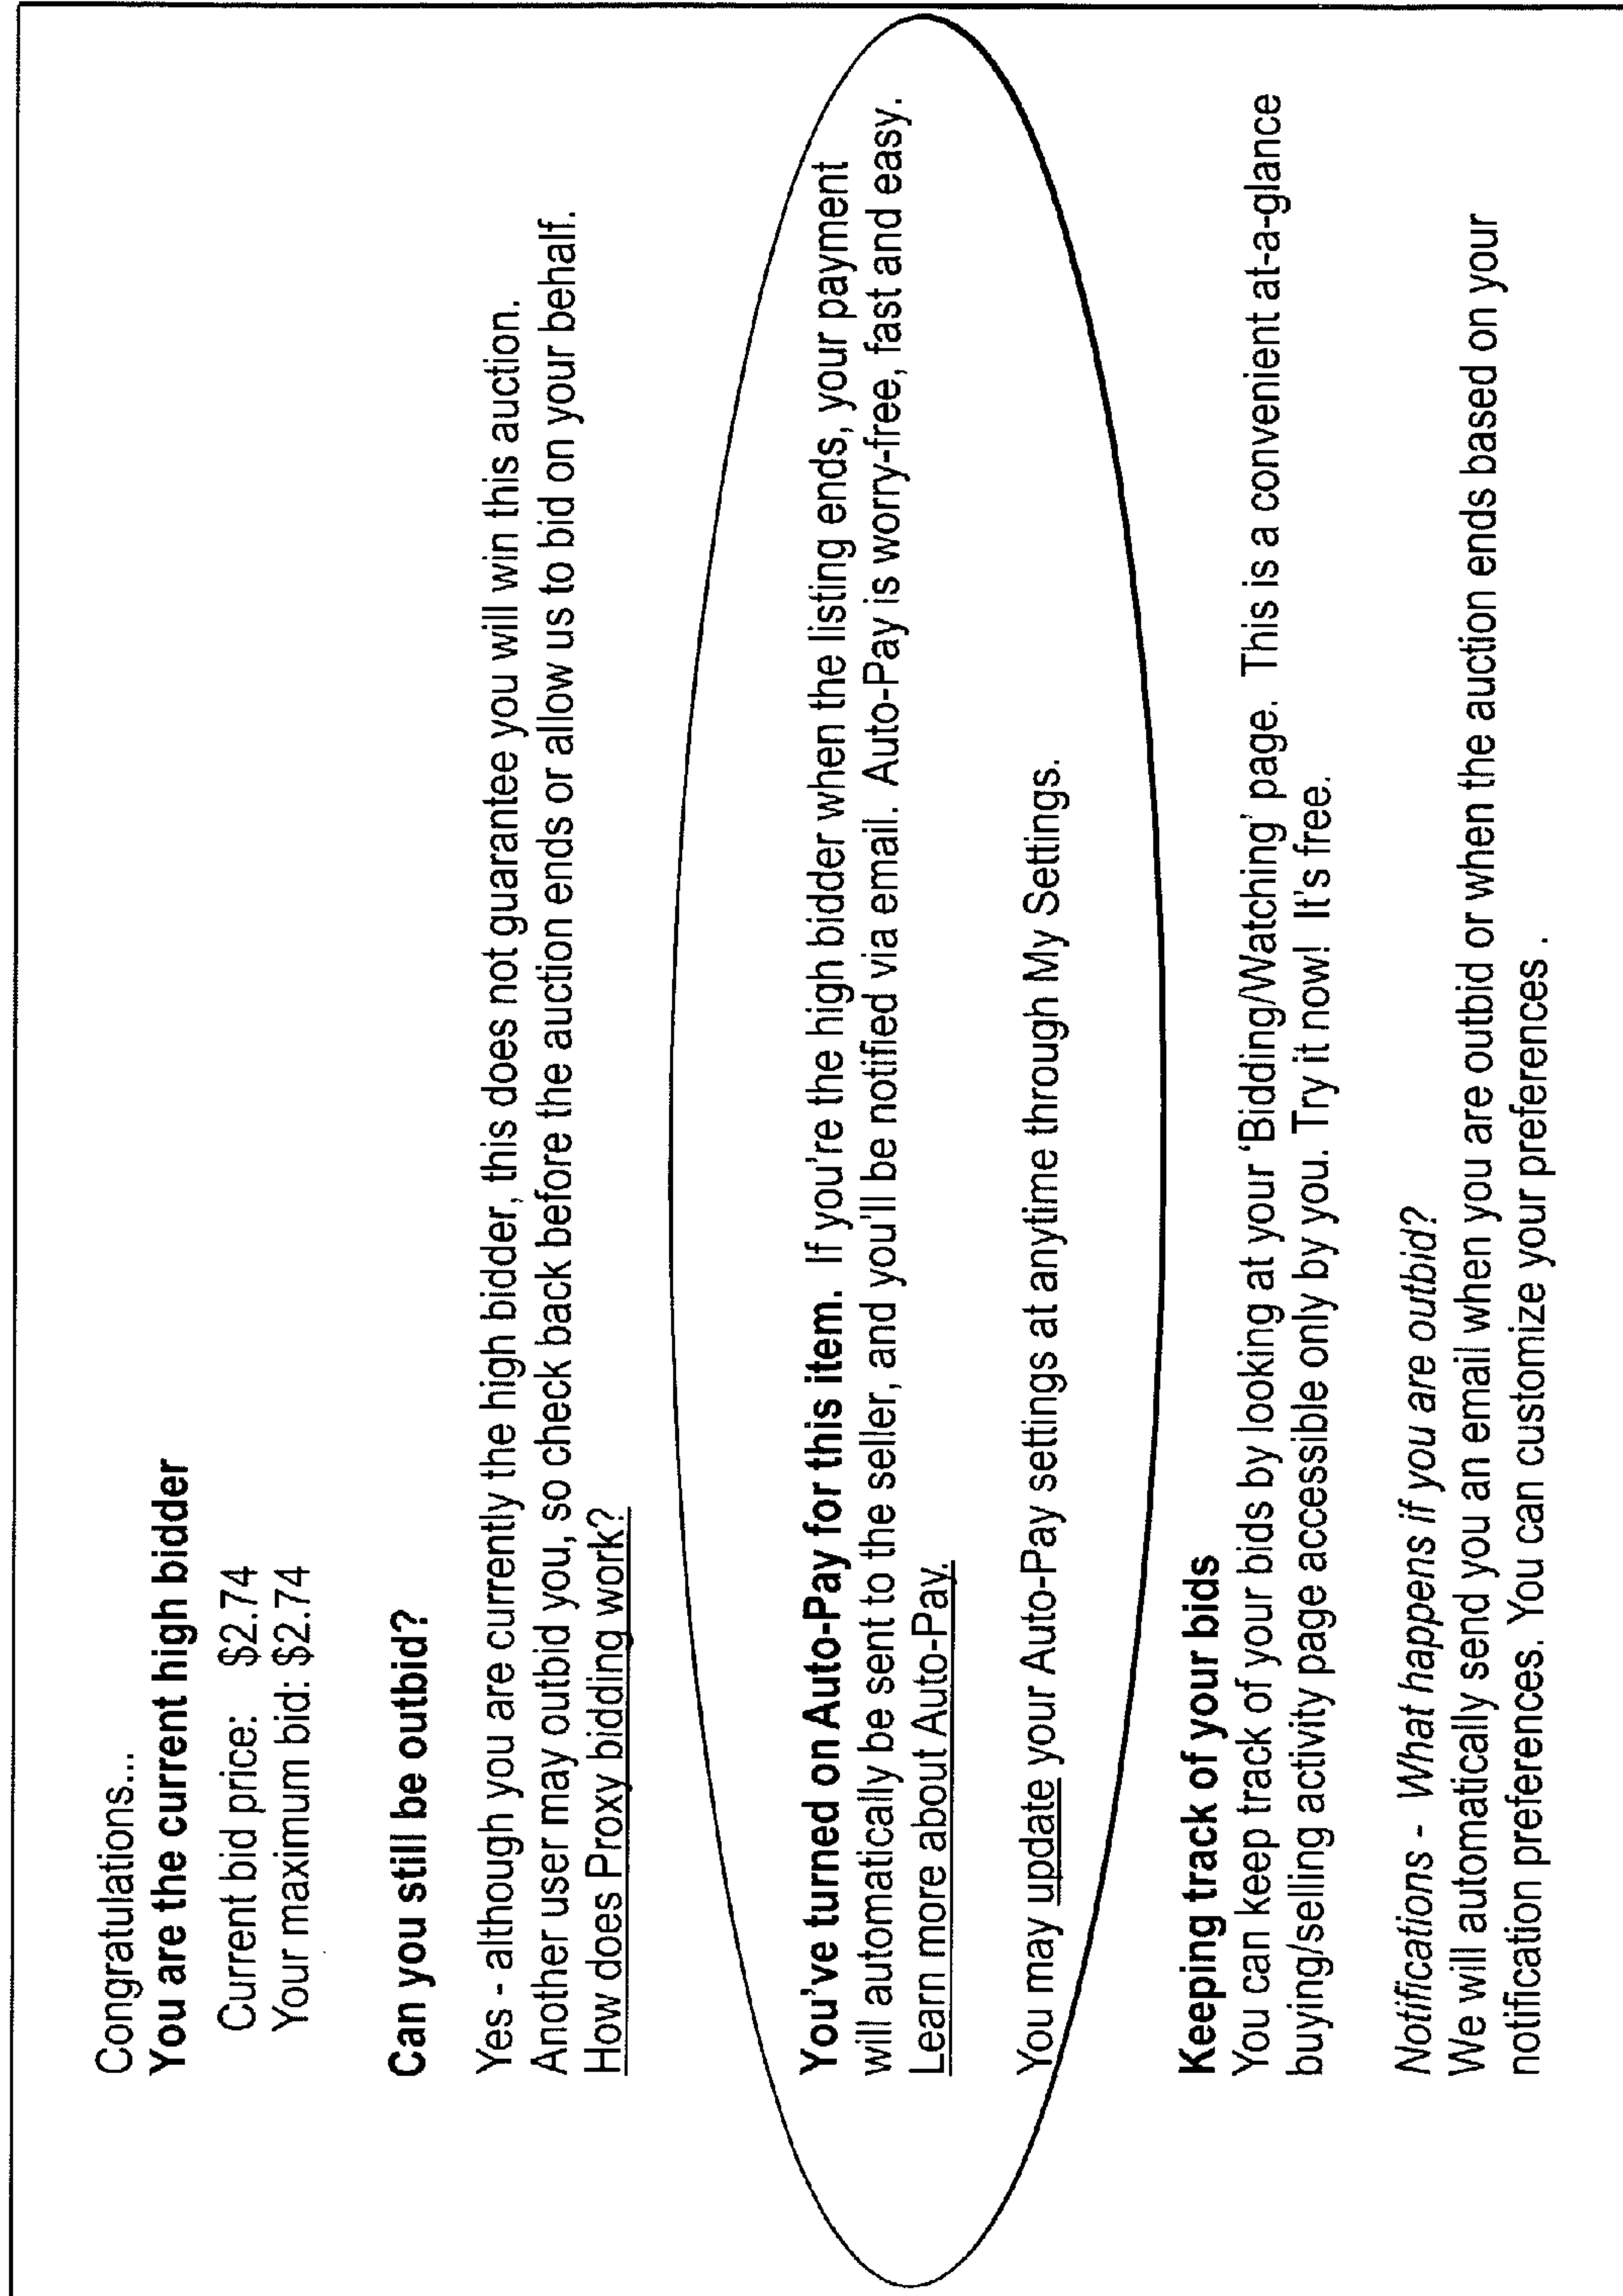 Congratulations...
You are the current high bidder
Current bid price: $2.74
Your maximum bid: $2.74
Can you still be outbid?
Yes - although you are currently the high bidder, this does not guarantee you will win this auction.
Another user may outbid you, so check back before the auction ends or allow us to bid on your behalf.
How does Proxy bidding work?
You've turned on Auto-Pay for this item. If you're the high bidder when the listing ends, your payment
will automatically be sent to the seller, and you'll be notified via email. Auto-Pay is worry-free, fast and easy.
Learn more about Auto-Pay.
You may update your Auto-Pay settings at anytime through My Settings.
Keeping track of your bids
You can keep track of your bids by looking at your 'Bidding/Watching' page. This is a convenient at-a-glance
buying/selling activity page accessible only by you. Try it now! It's free.
Notifications - What happens if you are outbid?
We will automatically send you an email when you are outbid or when the auction ends based on your
notification preferences. You can customize your preferences .